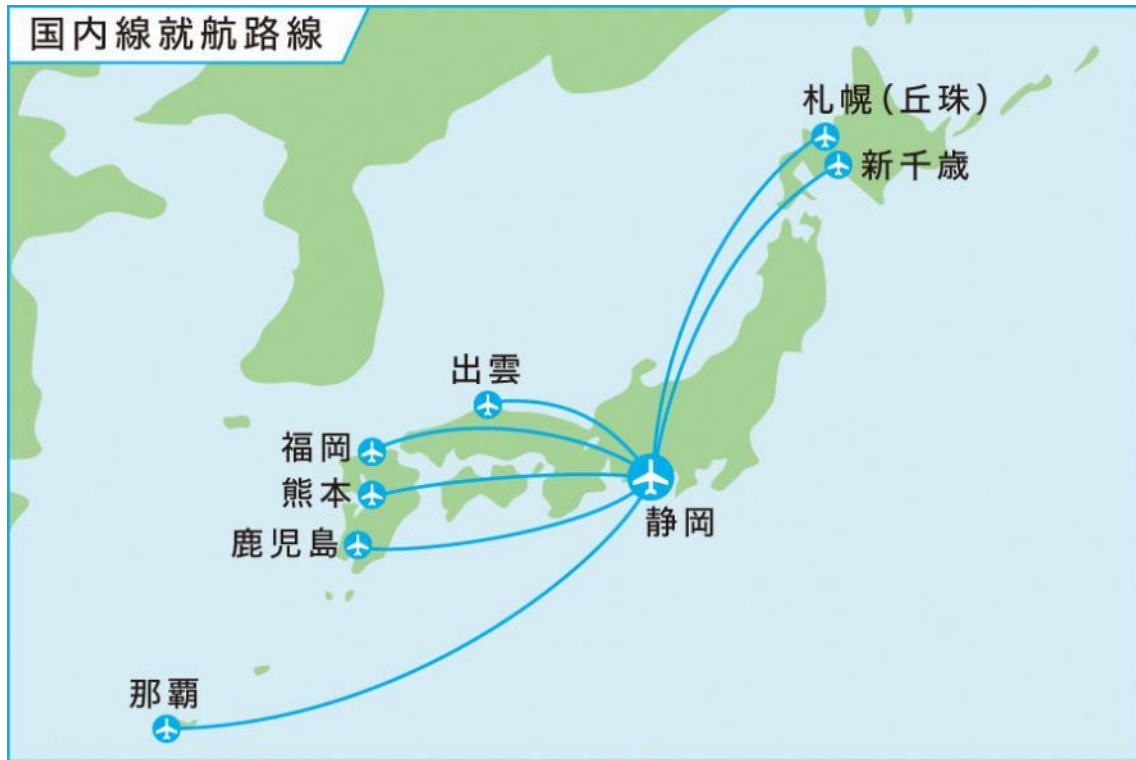 国内線就航路線
札幌(丘珠)
新千歳
出雲
福岡
熊本
鹿児島
静岡
那覇